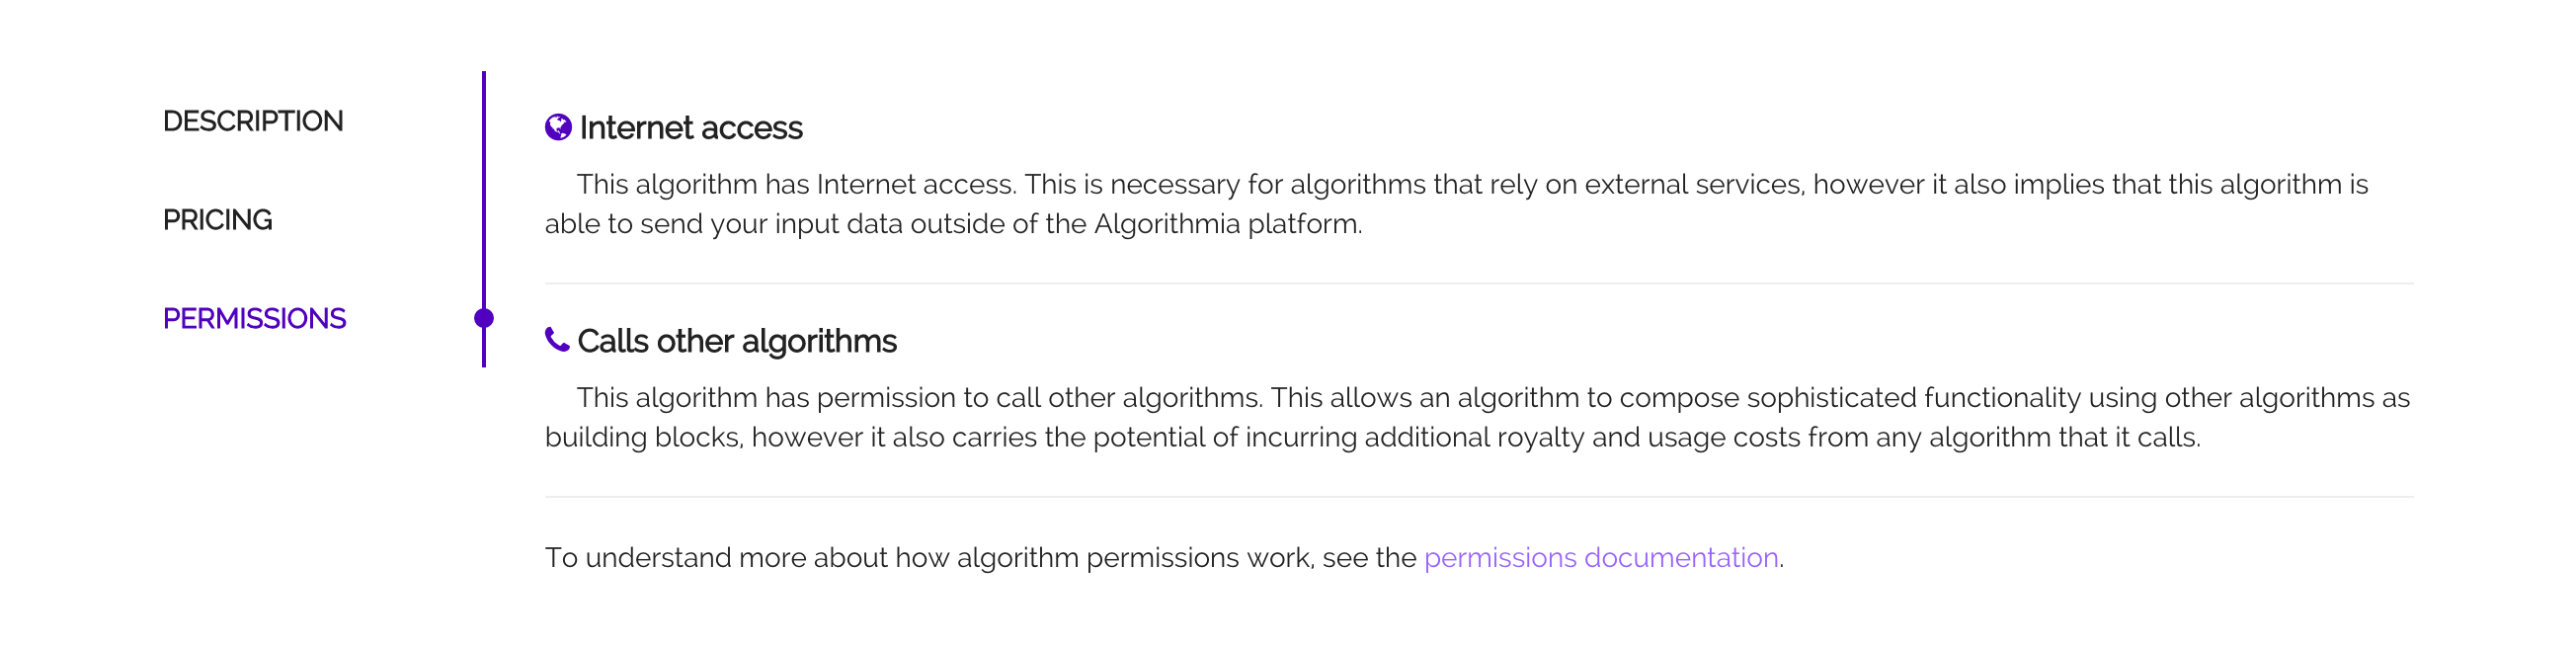 DESCRIPTION
PRICING
PERMISSIONS
Internet access
This algorithm has Internet access. This is necessary for algorithms that rely on external services, however it also implies that this algorithm is
able to send your input data outside of the Algorithmia platform.
Calls other algorithms
This algorithm has permission to call other algorithms. This allows an algorithm to compose sophisticated functionality using other algorithms as
building blocks, however it also carries the potential of incurring additional royalty and usage costs from any algorithm that it calls.
To understand more about how algorithm permissions work, see the permissions documentation.